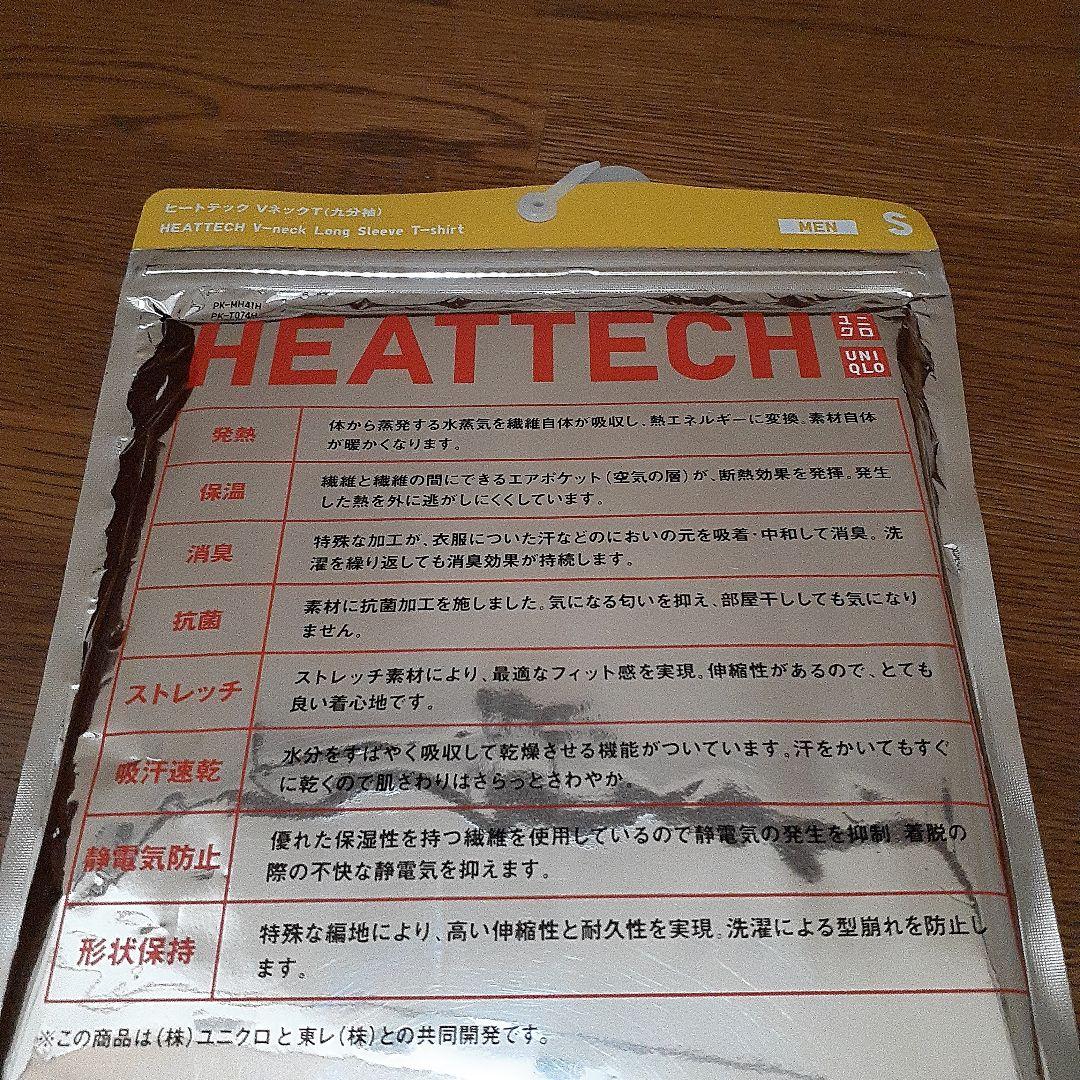 ヒートテック VネックT(九分袖)
HEATTECH V-neck Long Sleeve T-shirt
MEN
S
PK-MH41H
PK-T074H
HEATTECH
ユニ
クロ
UNI
QLO
発熱
体から蒸発する水蒸気を繊維自体が吸収し、熱エネルギーに変換。素材自体
が暖かくなります。
保温
繊維と繊維の間にできるエアポケット(空気の層)が、断熱効果を発揮。発生
した熱を外に逃がしにくくしています。
消臭
特殊な加工が、衣服についた汗などのにおいの元を吸着・中和して消臭。洗
濯を繰り返しても消臭効果が持続します。
抗菌
素材に抗菌加工を施しました。気になる匂いを抑え、部屋干ししても気になり
ません。
ストレッチ
ストレッチ素材により、最適なフィット感を実現。伸縮性があるので、とても
良い着心地です。
吸汗速乾
水分をすばやく吸収して乾燥させる機能がついています。汗をかいてもすぐ
に乾くので肌さわりはさらっとさわやか。
静電気防止
優れた保湿性を持つ繊維を使用しているので静電気の発生を抑制 着脱の
際の不快な静電気を抑えます。
形状保持
特殊な編地により、高い伸縮性と耐久性を実現。洗濯による型崩れを防止し
ます。
※この商品は(株)ユニクロと東レ(株)との共同開発です。